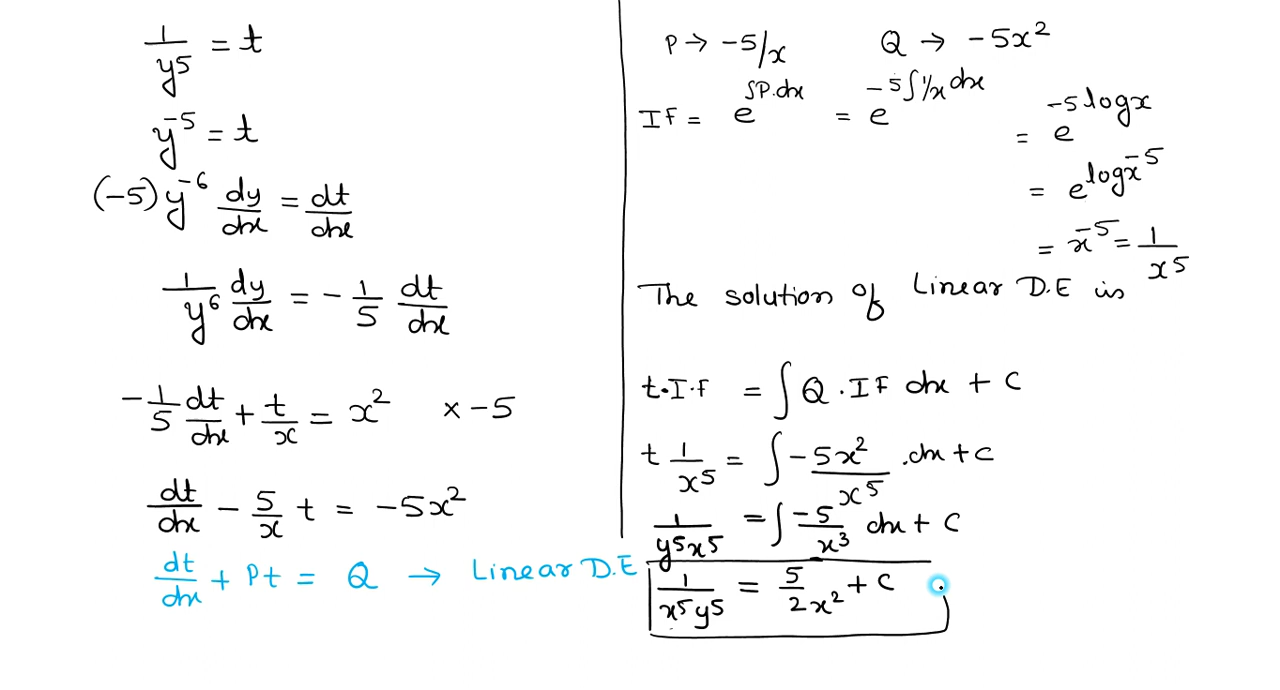 1/y⁵ = t
y⁻⁵ = t
(-5) y⁻⁶ dy/dx = dt/dx
1/y⁶ dy/dx = - 1/5 dt/dx
- 1/5 dt/dx + t/x = x² × -5
dt/dx - 5/x t = -5x²
dt/dx + Pt = Q → Linear D.E
P → -5/x Q → -5x²
IF = e^∫P.dx = e^-5∫1/x dx
= e^-5logx
= e^logx⁻⁵
= x⁻⁵ = 1/x⁵
The solution of Linear D.E is
t.I.f = ∫Q.IF dx + C
t 1/x⁵ = ∫-5x²/x⁵ .dx + C
1/y⁵x⁵ = ∫-5/x³ dx + C
1/x⁵y⁵ = 5/2x² + C .